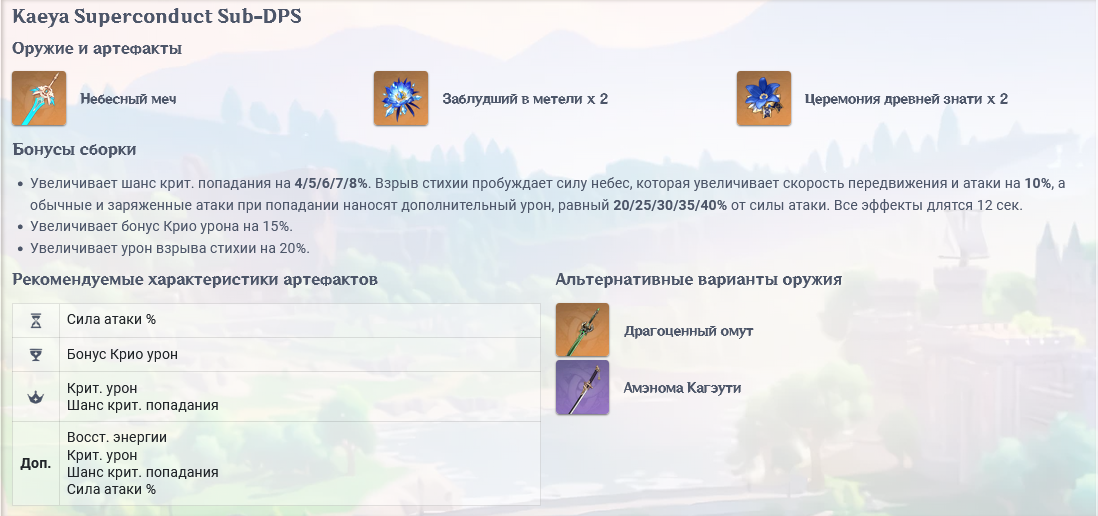 Kaeya Superconduct Sub-DPS
Оружие и артефакты
Небесный меч
Заблудший в метели x 2
Церемония древней знати x 2
Бонусы сборки
• Увеличивает шанс крит. попадания на 4/5/6/7/8%. Взрыв стихии пробуждает силу небес, которая увеличивает скорость передвижения и атаки на 10%, а
обычные и заряженные атаки при попадании наносят дополнительный урон, равный 20/25/30/35/40% от силы атаки. Все эффекты длятся 12 сек.
• Увеличивает бонус Крио урона на 15%.
• Увеличивает урон взрыва стихии на 20%.
Рекомендуемые характеристики артефактов
Сила атаки %
Бонус Крио урон
Крит. урон
Шанс крит. попадания
Доп.
Восст. энергии
Крит. урон
Шанс крит. попадания
Сила атаки %
Альтернативные варианты оружия
Драгоценный омут
Амэнома Кагэути